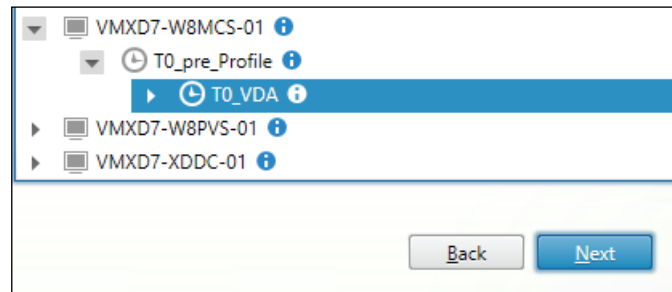 VMXD7-W8MCS-01
T0_pre_Profile
T0_VDA
VMXD7-W8PVS-01
VMXD7-XDDC-01
Back Next